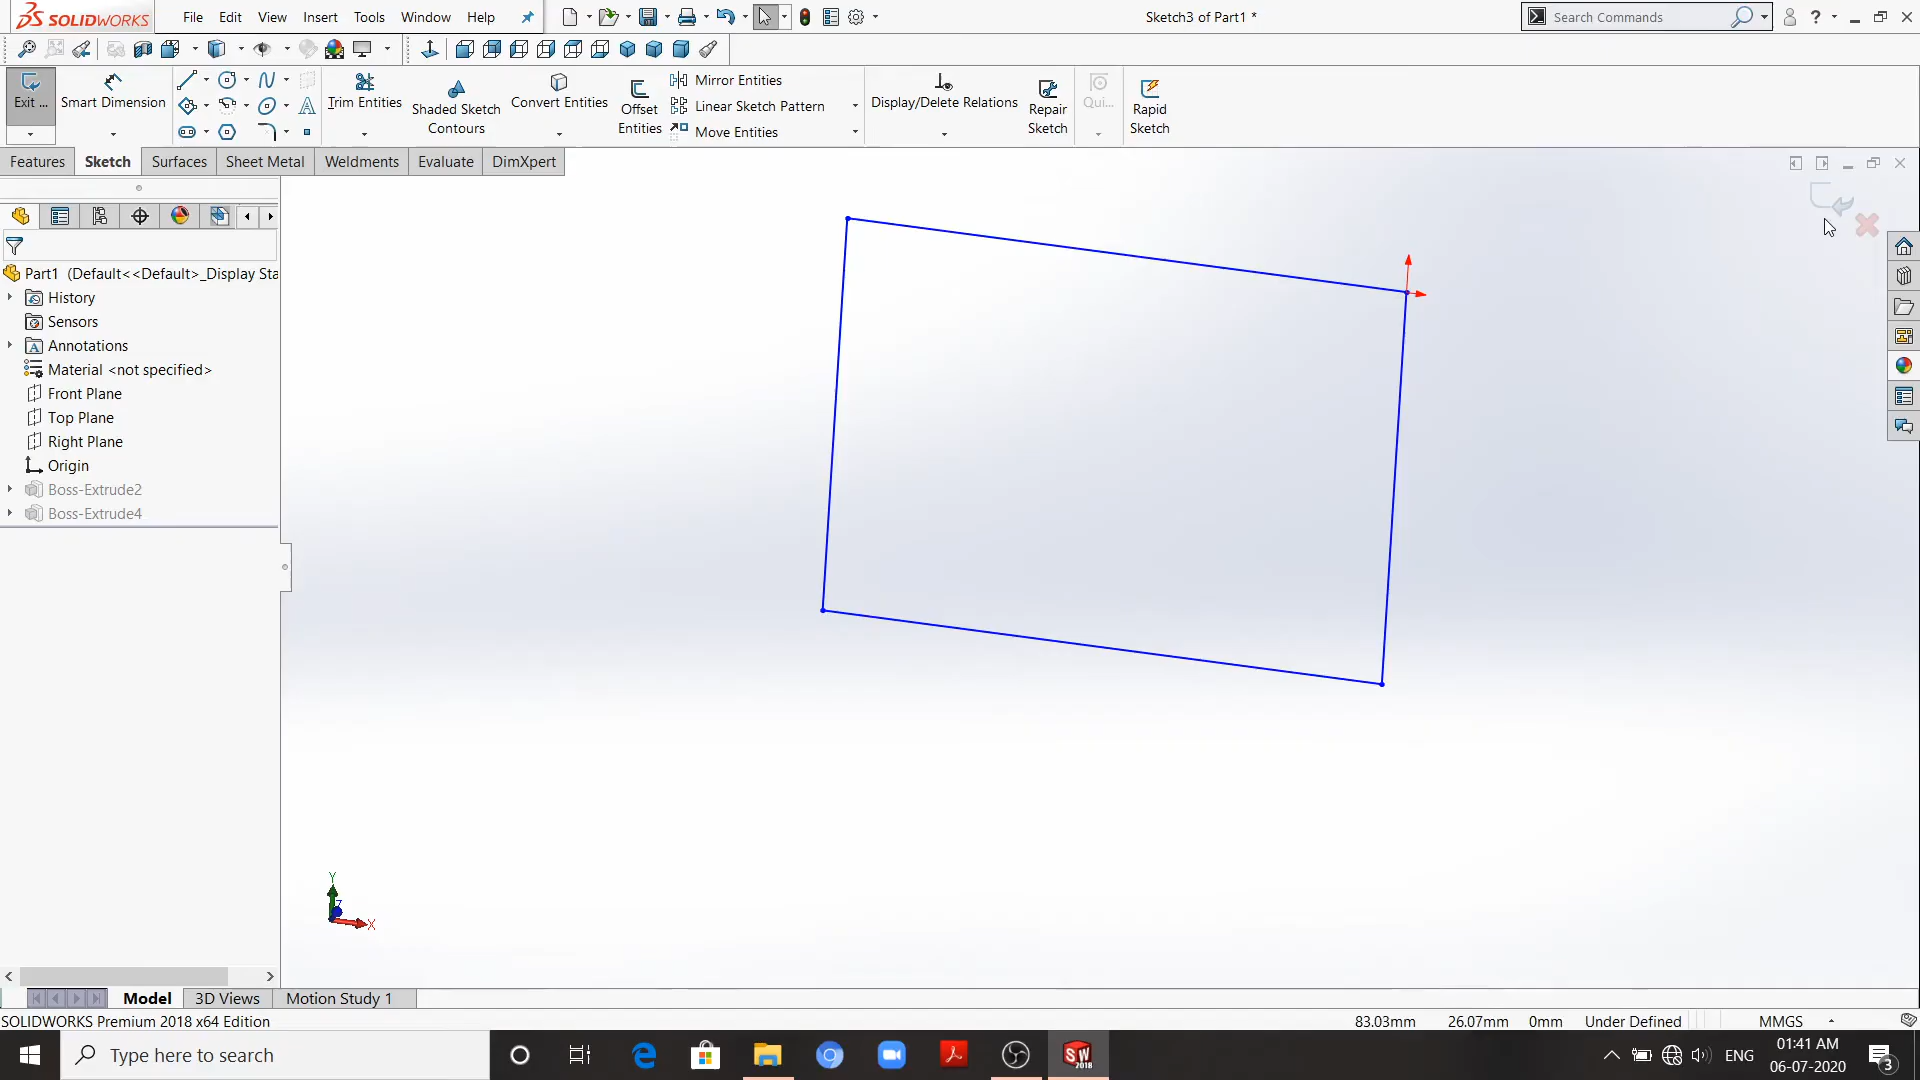 SOLIDWORKS
File Edit View Insert Tools Window Help
Sketch3 of Part1 *
Search Commands
Exit ...
Smart Dimension
Trim Entities
Shaded Sketch Contours
Convert Entities
Offset Entities
Mirror Entities
Linear Sketch Pattern
Move Entities
Display/Delete Relations
Repair Sketch
Qui...
Rapid Sketch
Features Sketch Surfaces Sheet Metal Weldments Evaluate DimXpert
Part1 (Default<<Default>_Display Sta
History
Sensors
Annotations
Material <not specified>
Front Plane
Top Plane
Right Plane
Origin
Boss-Extrude2
Boss-Extrude4
Y
Z
X
Model 3D Views Motion Study 1
SOLIDWORKS Premium 2018 x64 Edition
83.03mm 26.07mm 0mm Under Defined MMGS
Type here to search
SW 2018
ENG
01:41 AM
06-07-2020
3